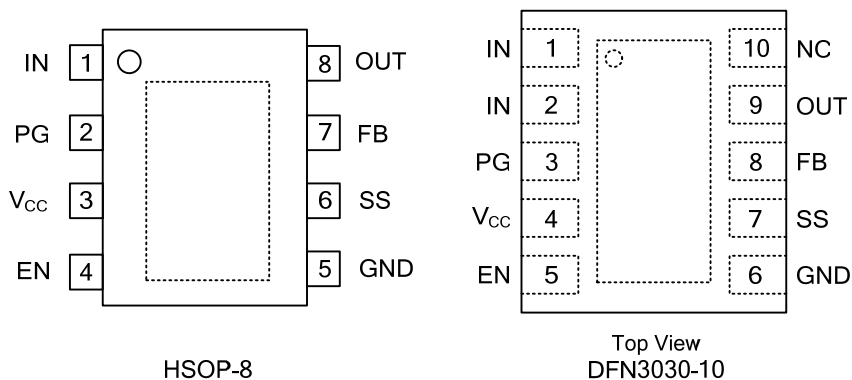 IN 1 8 OUT
PG 2 7 FB
VCC 3 6 SS
EN 4 5 GND
HSOP-8
IN 1 10 NC
IN 2 9 OUT
PG 3 8 FB
VCC 4 7 SS
EN 5 6 GND
Top View
DFN3030-10